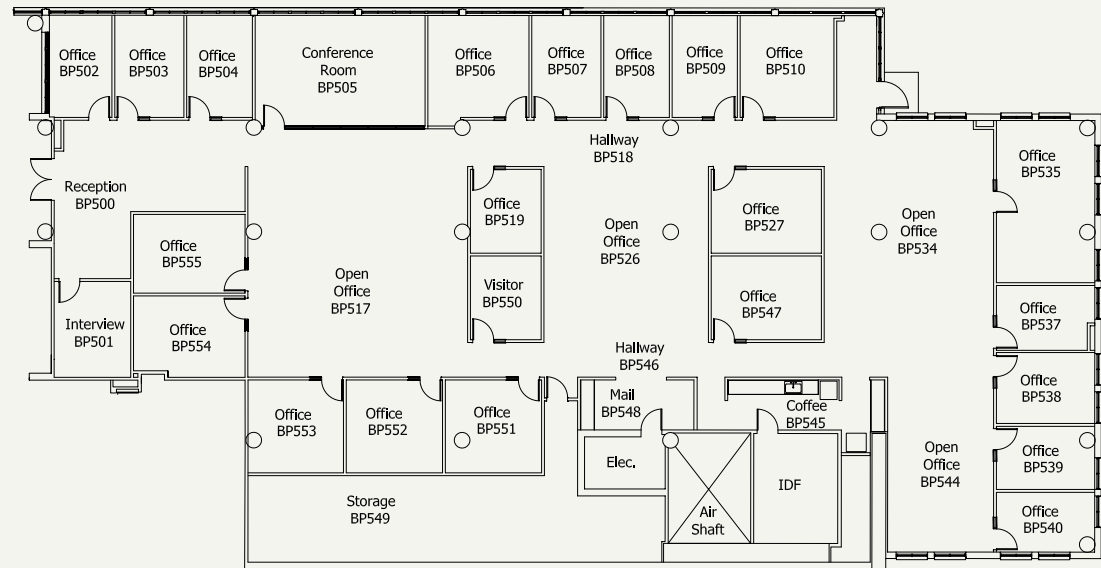 Office
BP502
Office
BP503
Office
BP504
Conference
Room
BP505
Office
BP506
Office
BP507
Office
BP508
Office
BP509
Office
BP510
Hallway
BP518
Office
BP535
Reception
BP500
Office
BP519
Open
Office
BP526
Office
BP527
Open
Office
BP534
Office
BP555
Open
Office
BP517
Visitor
BP550
Office
BP547
Interview
BP501
Office
BP554
Office
BP537
Hallway
BP546
Mail
BP548
Coffee
BP545
Office
BP538
Office
BP553
Office
BP552
Office
BP551
Elec.
Open
Office
BP544
Office
BP539
Storage
BP549
Air
Shaft
IDF
Office
BP540